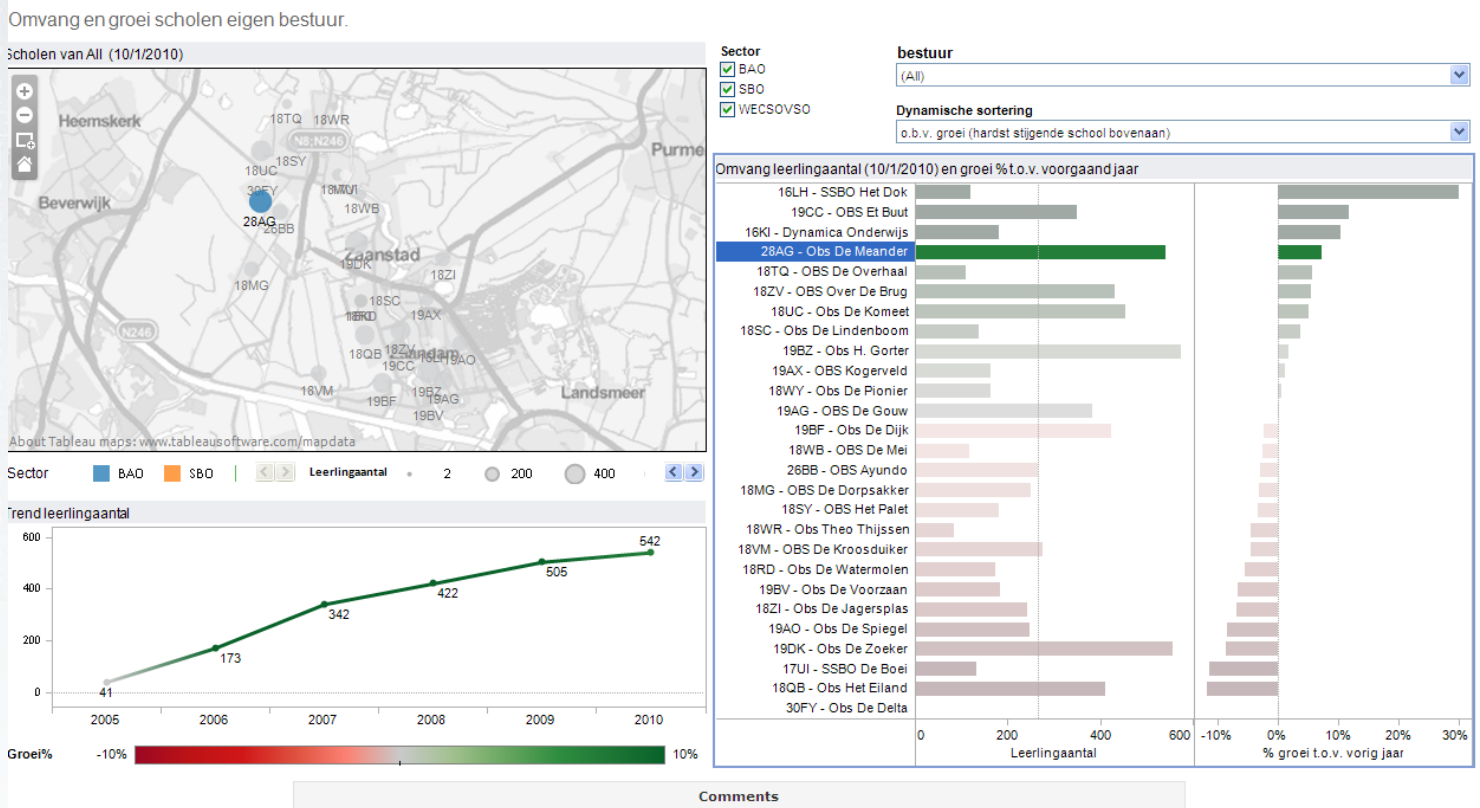 Omvang en groei scholen eigen bestuur.
Scholen van All (10/1/2010)
Heemskerk
Beverwijk
Purme
Zaanstad
Landsmeer
N8;N246
N246
18TQ 18WR
18SY
18UC
30FY
18WB
28AG
26BB
19DK
18ZI
18MG
18SC
19AX
18QB 18ZV
19CC
19AO
18VM
19BF 19BZ
19AG
19BV
About Tableau maps: www.tableausoftware.com/mapdata
Sector BAO SBO Leerlingaantal 2 200 400
Trend leerlingaantal
600
400
200
0
41
173
342
422
505
542
2005 2006 2007 2008 2009 2010
Groei% -10% 10%
Sector
BAO
SBO
WECSOVSO
bestuur
(All)
Dynamische sortering
o.b.v. groei (hardst stijgende school bovenaan)
Omvang leerlingaantal (10/1/2010) en groei % t.o.v. voorgaand jaar
16LH - SSBO Het Dok
19CC - OBS Et Buut
16KI - Dynamica Onderwijs
28AG - Obs De Meander
18TQ - OBS De Overhaal
18ZV - OBS Over De Brug
18UC - Obs De Komeet
18SC - Obs De Lindenboom
19BZ - Obs H. Gorter
19AX - OBS Kogerveld
18WY - Obs De Pionier
19AG - OBS De Gouw
19BF - Obs De Dijk
18WB - OBS De Mei
26BB - OBS Ayundo
18MG - OBS De Dorpsakker
18SY - OBS Het Palet
18WR - Obs Theo Thijssen
18VM - OBS De Kroosduiker
18RD - Obs De Watermolen
19BV - Obs De Voorzaan
18ZI - Obs De Jagersplas
19AO - Obs De Spiegel
19DK - Obs De Zoeker
17UI - SSBO De Boei
18QB - Obs Het Eiland
30FY - Obs De Delta
0 200 400 600
Leerlingaantal
-10% 0% 10% 20% 30%
% groei t.o.v. vorig jaar
Comments